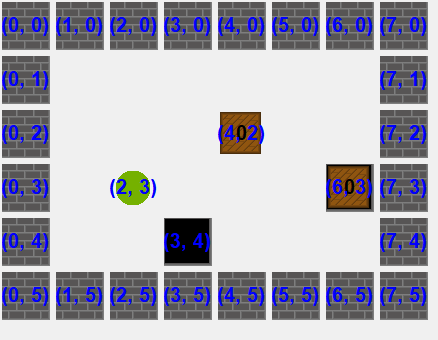 (0, 0) (1, 0) (2, 0) (3, 0) (4, 0) (5, 0) (6, 0) (7, 0)
(0, 1) (7, 1)
(0, 2) (4, 2) 0 (7, 2)
(0, 3) (2, 3) (6, 3) 0 (7, 3)
(0, 4) (3, 4) (7, 4)
(0, 5) (1, 5) (2, 5) (3, 5) (4, 5) (5, 5) (6, 5) (7, 5)